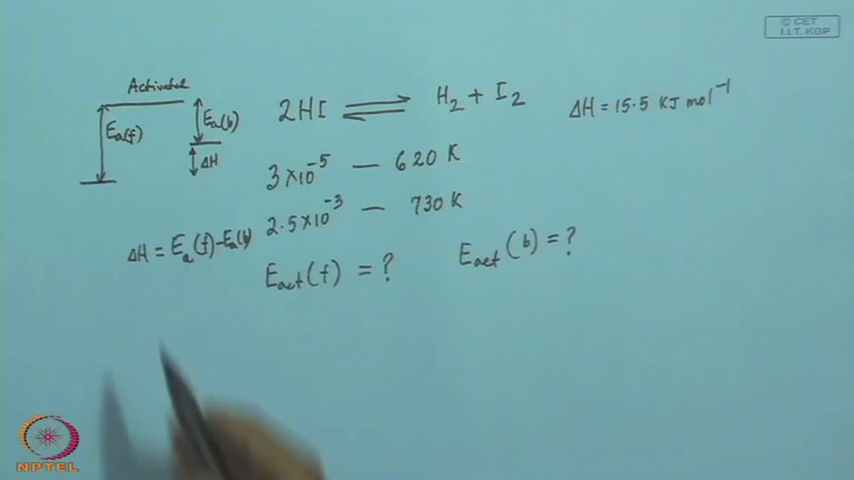 © CET
I.I.T. KGP
Activated
Ea(f)
Ea(b)
ΔH
2HI ⇌ H₂ + I₂
ΔH = 15.5 KJ mol⁻¹
3×10⁻⁵ — 620 K
2.5×10⁻³ — 730 K
ΔH = Ea(f)-Ea(b)
Eact(f) = ?
Eact(b) = ?
NPTEL